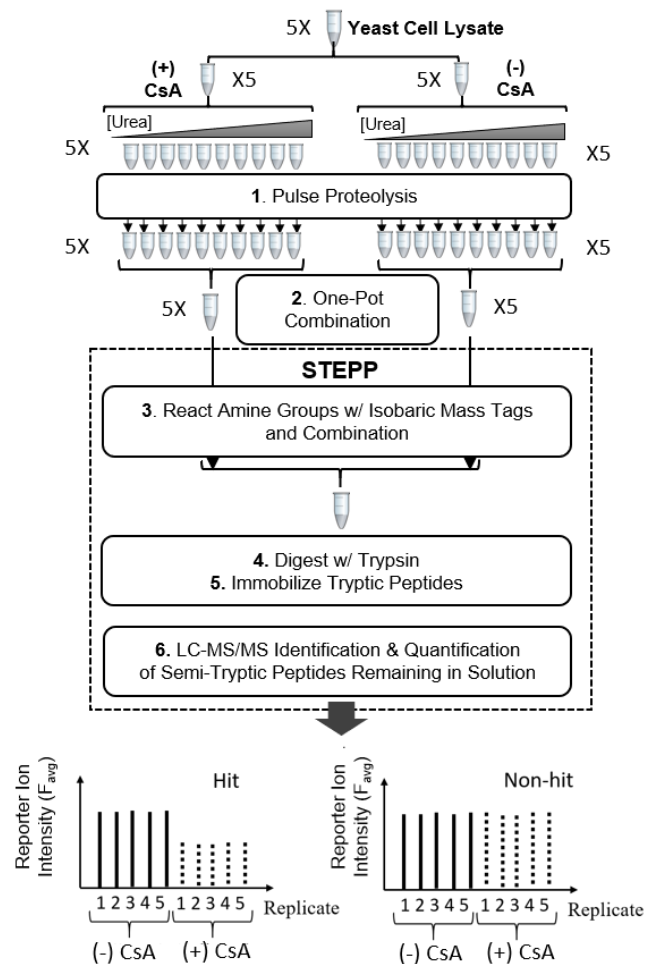 5X Yeast Cell Lysate
(+)
CsA X5
(-)
5X CsA
[Urea] [Urea]
5X X5
1. Pulse Proteolysis
5X X5
5X X5
2. One-Pot
Combination
STEPP
3. React Amine Groups w/ Isobaric Mass Tags
and Combination
4. Digest w/ Trypsin
5. Immobilize Tryptic Peptides
6. LC-MS/MS Identification & Quantification
of Semi-Tryptic Peptides Remaining in Solution
Reporter Ion
Intensity (Favg)
Hit
1 2 3 4 5 1 2 3 4 5 Replicate
(-) CsA (+) CsA
Reporter Ion
Intensity (Favg)
Non-hit
1 2 3 4 5 1 2 3 4 5 Replicate
(-) CsA (+) CsA